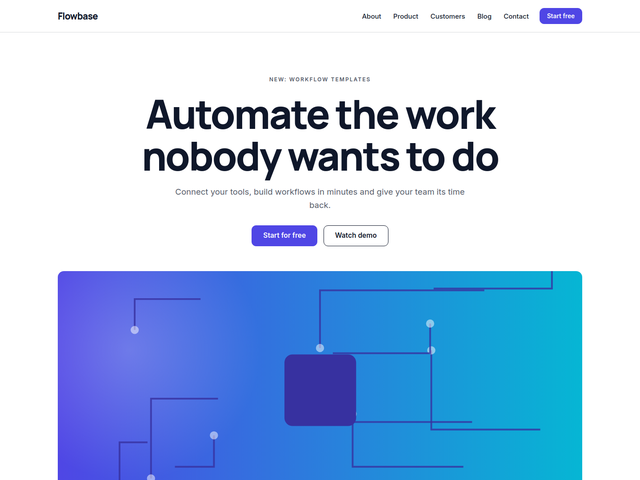 Flowbase
About Product Customers Blog Contact Start free
NEW: WORKFLOW TEMPLATES
Automate the work
nobody wants to do
Connect your tools, build workflows in minutes and give your team its time
back.
Start for free Watch demo